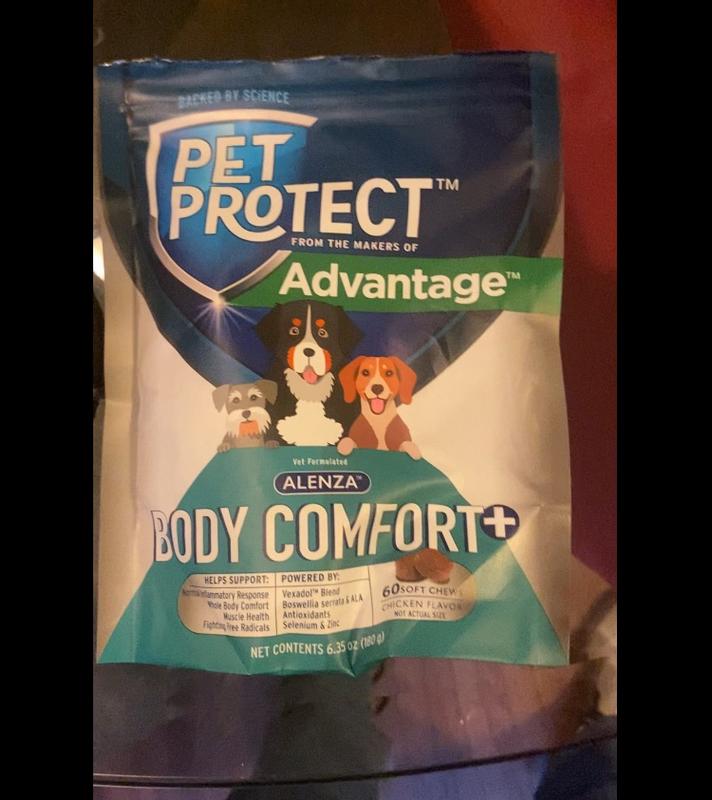 BACKED BY SCIENCE
PET
PROTECT™
FROM THE MAKERS OF
Advantage™
Vet Formulated
ALENZA™
BODY COMFORT+
HELPS SUPPORT:
Normal Inflammatory Response
Whole Body Comfort
Muscle Health
Fighting Free Radicals
POWERED BY:
Vexadol™ Blend
Boswellia serrata & ALA
Antioxidants
Selenium & Zinc
60 SOFT CHEWS
CHICKEN FLAVOR
NOT ACTUAL SIZE
NET CONTENTS 6.35 oz (180 g)